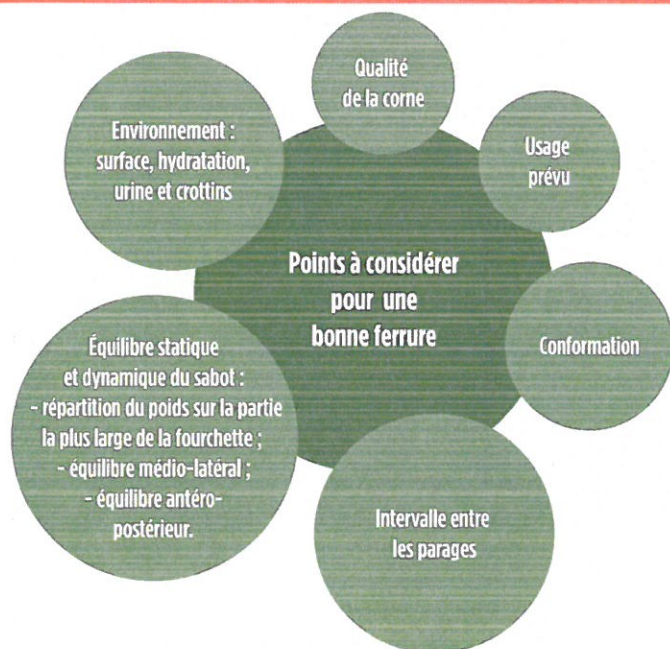 Points à considérer
pour une
bonne ferrure
Qualité
de la corne
Usage
prévu
Conformation
Intervalle entre
les parages
Équilibre statique
et dynamique du sabot :
- répartition du poids sur la partie
la plus large de la fourchette ;
- équilibre médio-latéral ;
- équilibre antéro-
postérieur.
Environnement :
surface, hydratation,
urine et crottins